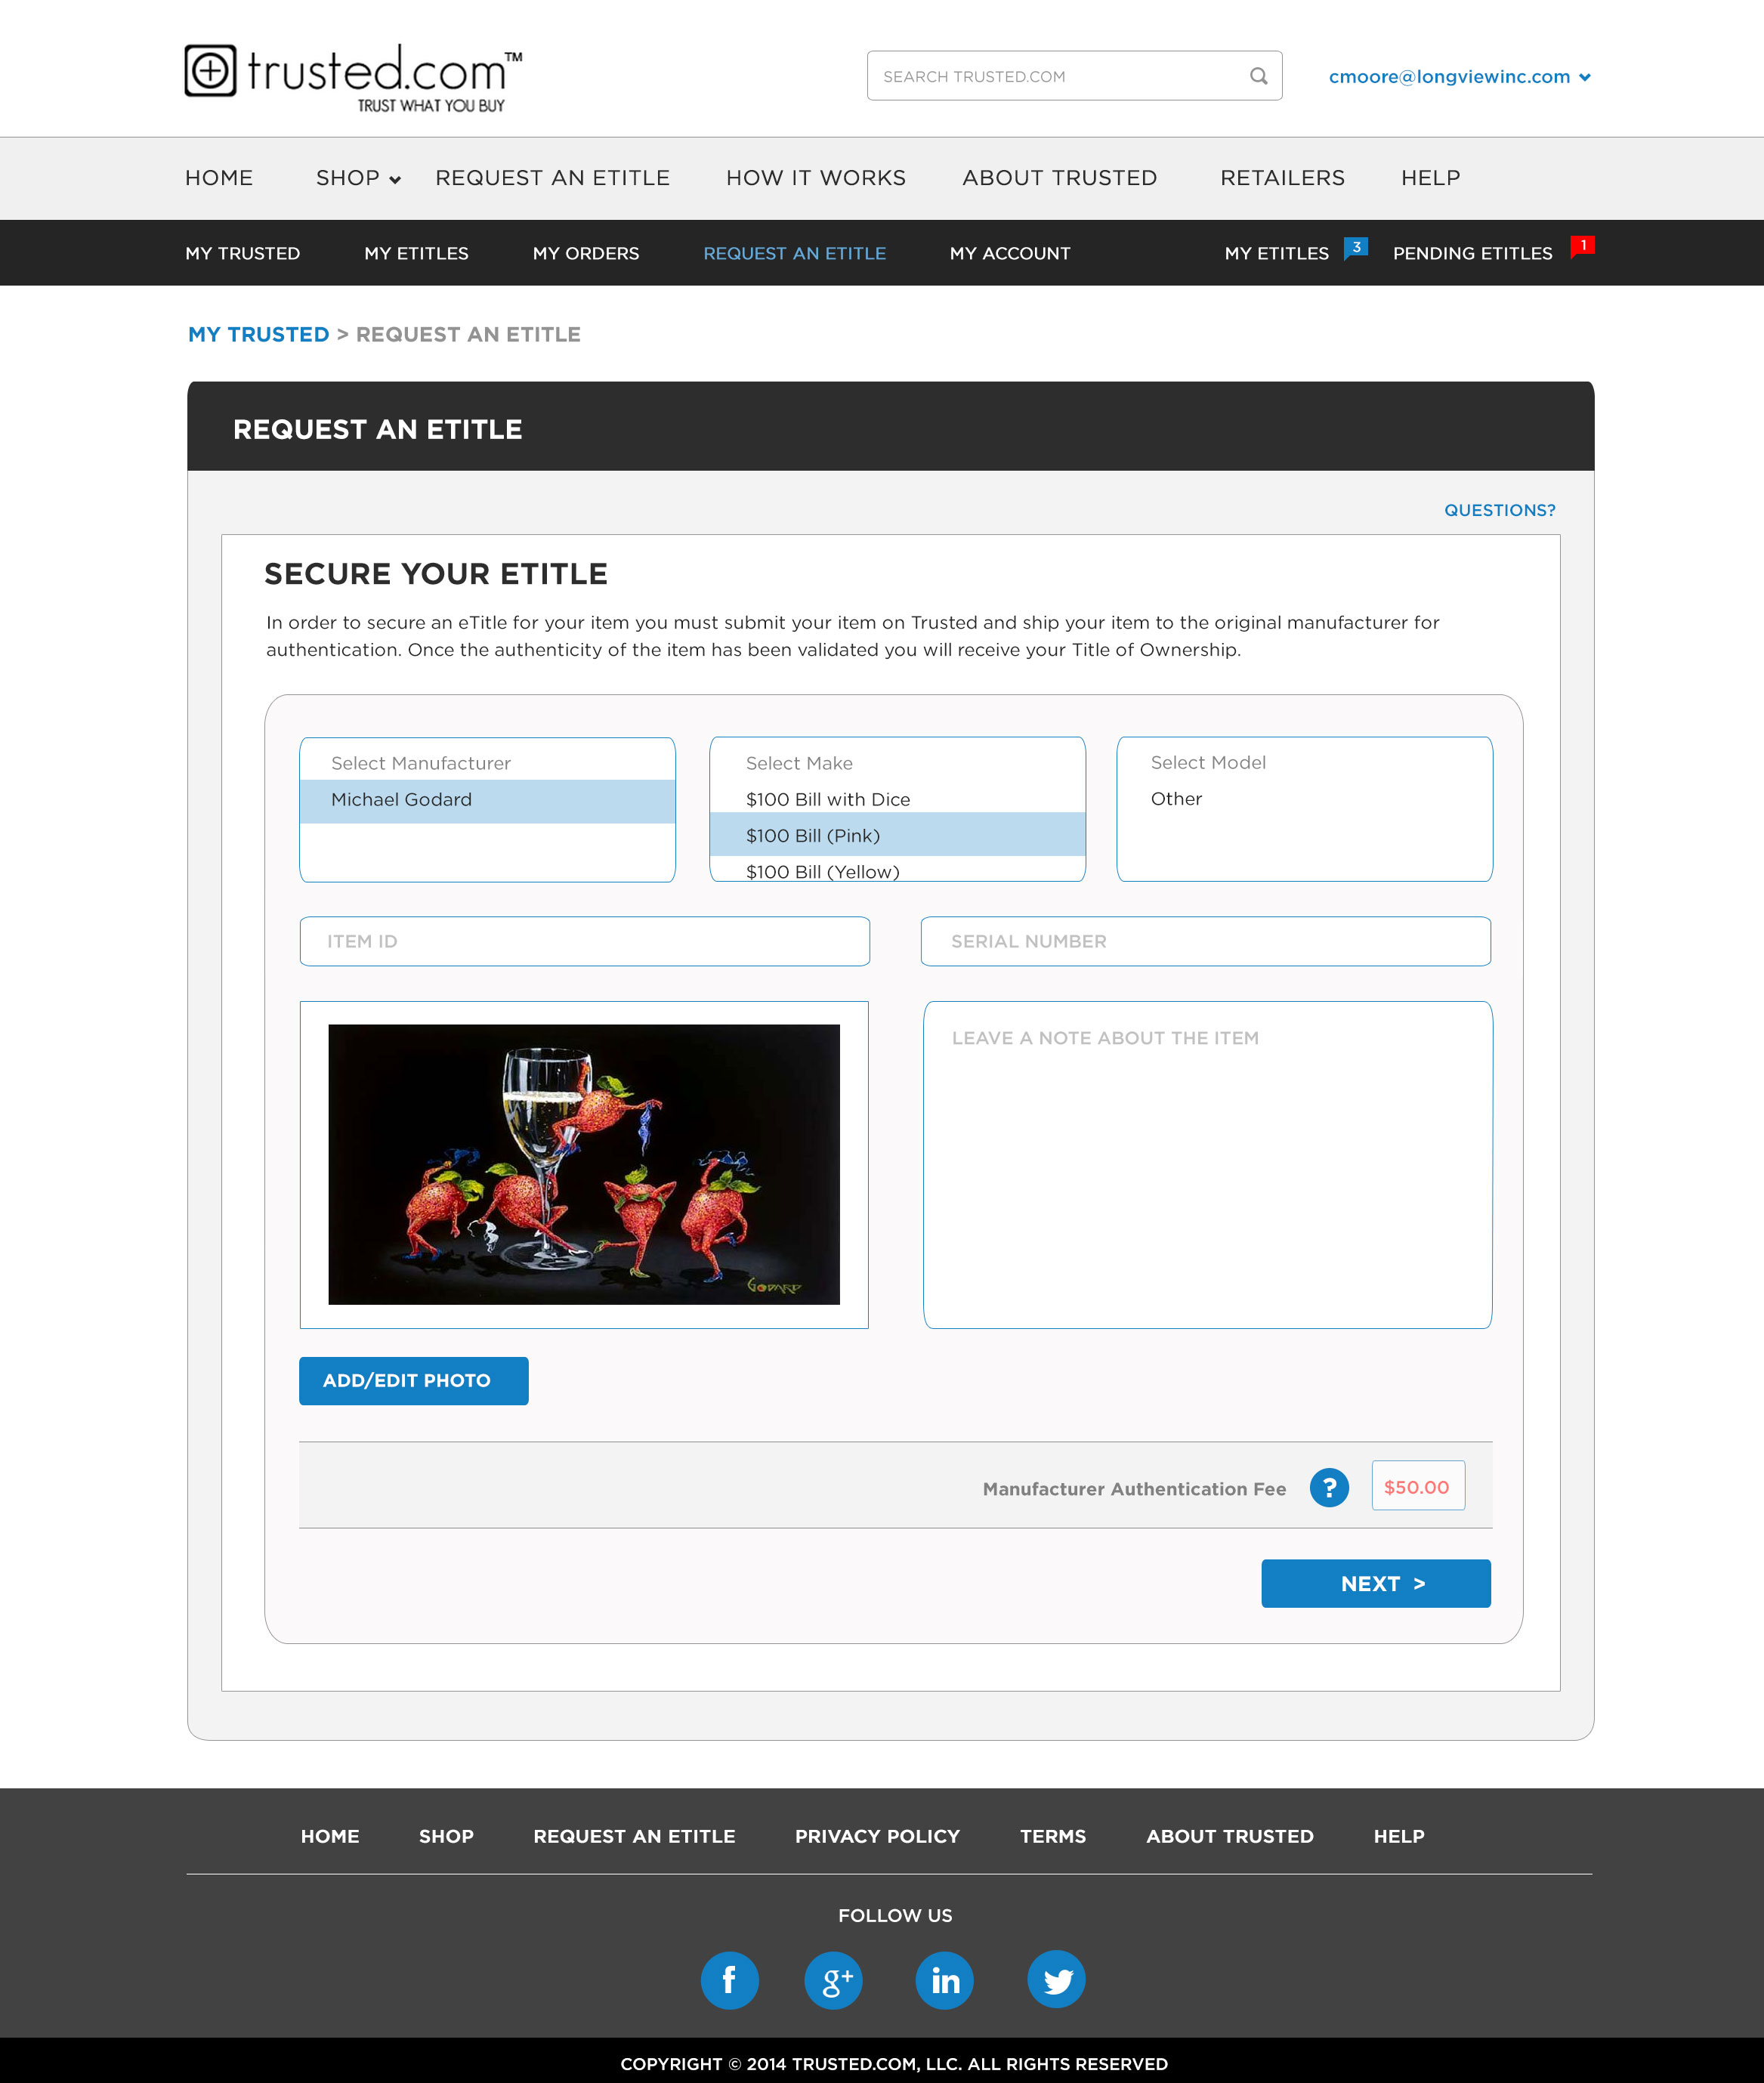 trusted.com™
TRUST WHAT YOU BUY
SEARCH TRUSTED.COM
cmoore@longviewinc.com
HOME SHOP REQUEST AN ETITLE HOW IT WORKS ABOUT TRUSTED RETAILERS HELP
MY TRUSTED MY ETITLES MY ORDERS REQUEST AN ETITLE MY ACCOUNT MY ETITLES 3 PENDING ETITLES 1
MY TRUSTED > REQUEST AN ETITLE
REQUEST AN ETITLE
QUESTIONS?
SECURE YOUR ETITLE
In order to secure an eTitle for your item you must submit your item on Trusted and ship your item to the original manufacturer for
authentication. Once the authenticity of the item has been validated you will receive your Title of Ownership.
Select Manufacturer
Michael Godard
Select Make
$100 Bill with Dice
$100 Bill (Pink)
$100 Bill (Yellow)
Select Model
Other
ITEM ID
SERIAL NUMBER
GODARD
LEAVE A NOTE ABOUT THE ITEM
ADD/EDIT PHOTO
Manufacturer Authentication Fee ? $50.00
NEXT >
HOME SHOP REQUEST AN ETITLE PRIVACY POLICY TERMS ABOUT TRUSTED HELP
FOLLOW US
f g+ in
COPYRIGHT © 2014 TRUSTED.COM, LLC. ALL RIGHTS RESERVED